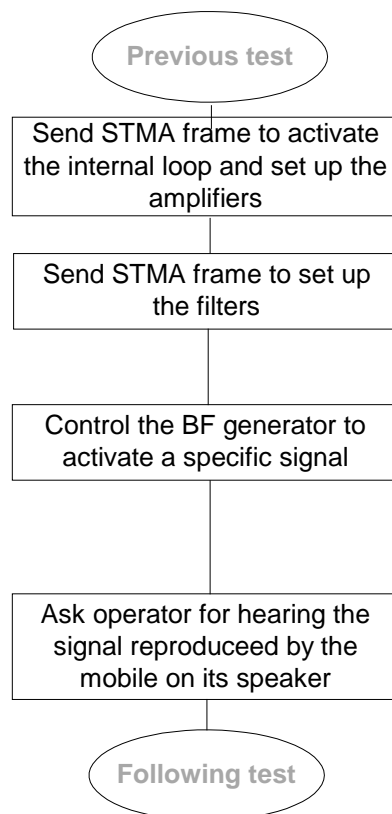 Previous test
Send STMA frame to activate
the internal loop and set up the
amplifiers
Send STMA frame to set up
the filters
Control the BF generator to
activate a specific signal
Ask operator for hearing the
signal reproduceed by the
mobile on its speaker
Following test